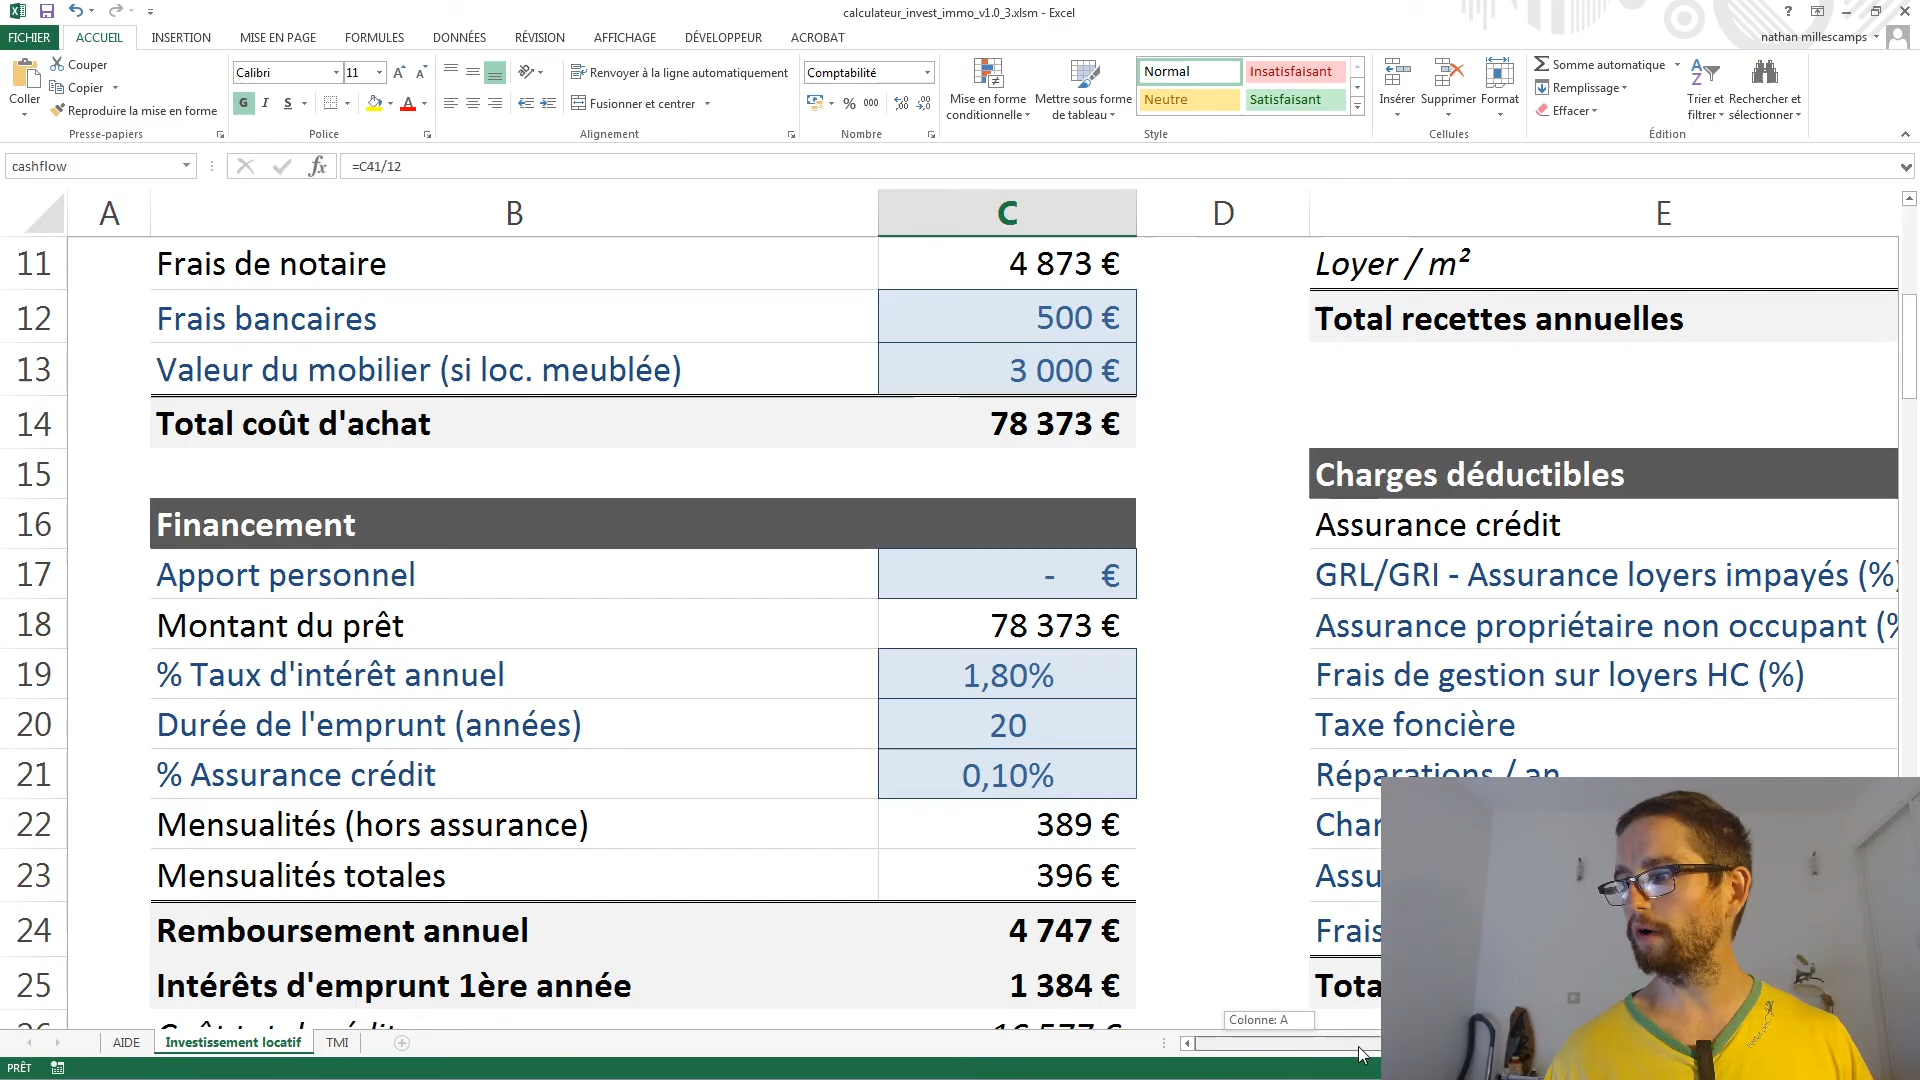 calculateur_invest_immo_v1.0_3.xlsm - Excel
FICHIER ACCUEIL INSERTION MISE EN PAGE FORMULES DONNÉES RÉVISION AFFICHAGE DÉVELOPPEUR ACROBAT
nathan millescamps
Coller
Couper
Copier
Reproduire la mise en forme
Presse-papiers
Calibri 11
G I S
Police
Renvoyer à la ligne automatiquement
Fusionner et centrer
Alignement
Comptabilité
% 000
Nombre
Mise en forme conditionnelle
Mettre sous forme de tableau
Normal Insatisfaisant
Neutre Satisfaisant
Style
Insérer Supprimer Format
Cellules
Somme automatique
Remplissage
Effacer
Trier et filtrer
Rechercher et sélectionner
Édition
cashflow fx =C41/12
A B C D E
11 Frais de notaire 4 873 € Loyer / m²
12 Frais bancaires 500 € Total recettes annuelles
13 Valeur du mobilier (si loc. meublée) 3 000 €
14 Total coût d'achat 78 373 €
15 Charges déductibles
16 Financement Assurance crédit
17 Apport personnel - € GRL/GRI - Assurance loyers impayés (%)
18 Montant du prêt 78 373 € Assurance propriétaire non occupant (%
19 % Taux d'intérêt annuel 1,80% Frais de gestion sur loyers HC (%)
20 Durée de l'emprunt (années) 20 Taxe foncière
21 % Assurance crédit 0,10% Réparations / an
22 Mensualités (hors assurance) 389 € Char
23 Mensualités totales 396 € Assu
24 Remboursement annuel 4 747 € Frais
25 Intérêts d'emprunt 1ère année 1 384 € Tota
Colonne: A
AIDE Investissement locatif TMI
PRÊT